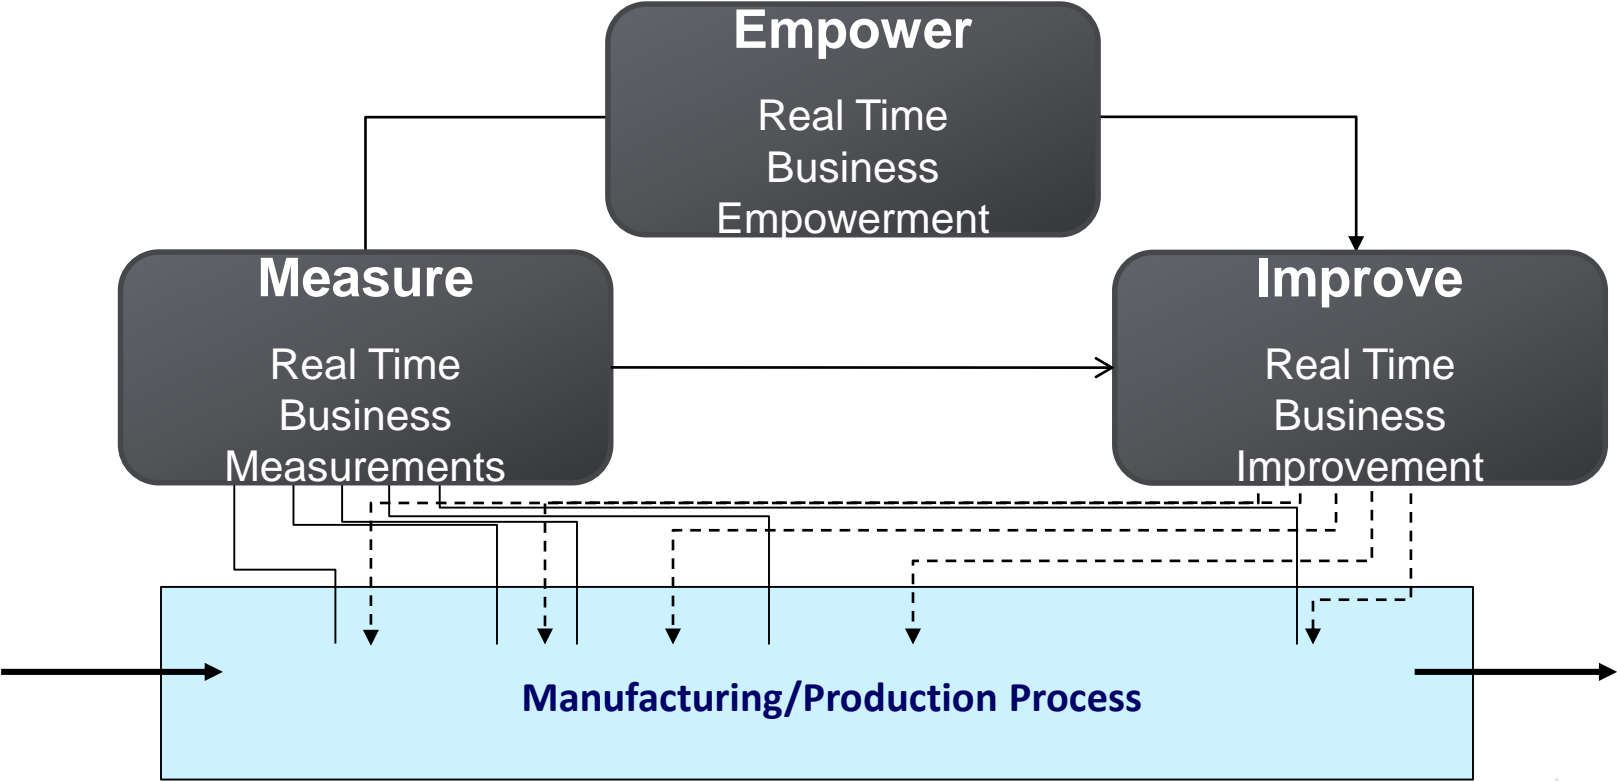 Empower
Real Time
Business
Empowerment
Measure
Real Time
Business
Measurements
Improve
Real Time
Business
Improvement
Manufacturing/Production Process